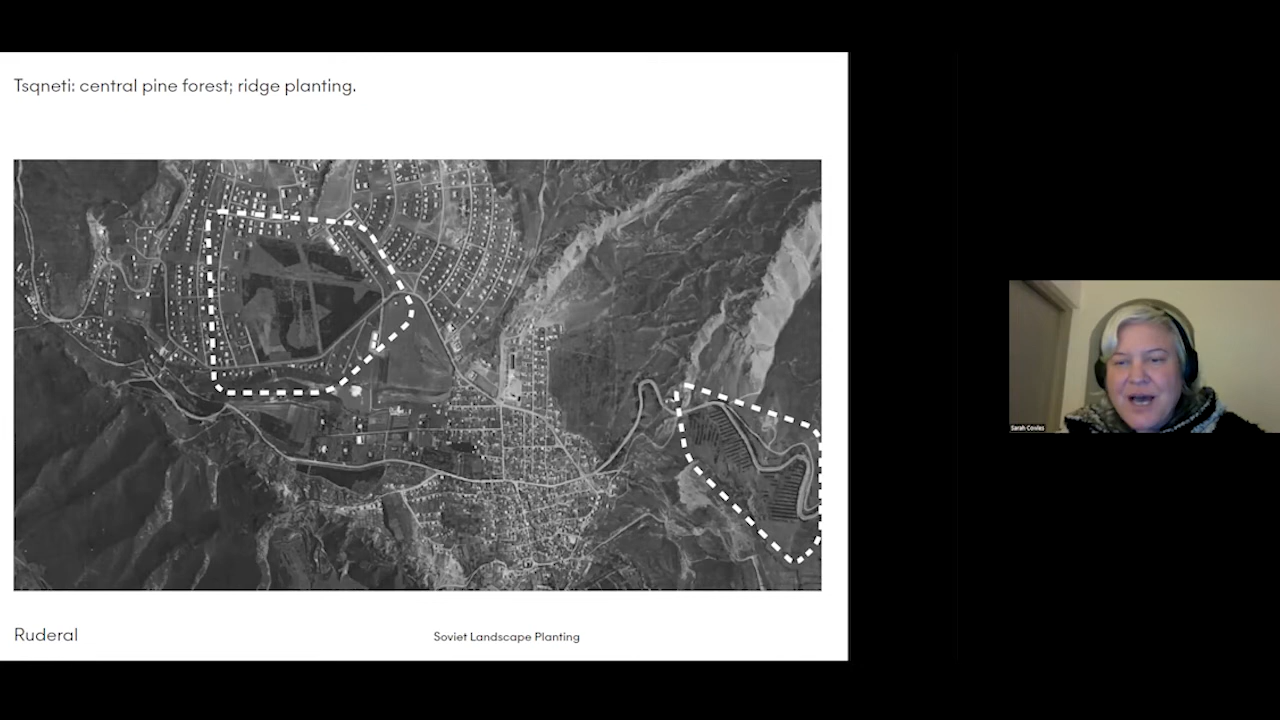 Tsqneti: central pine forest; ridge planting.
Ruderal
Soviet Landscape Planting
Sarah Cowles